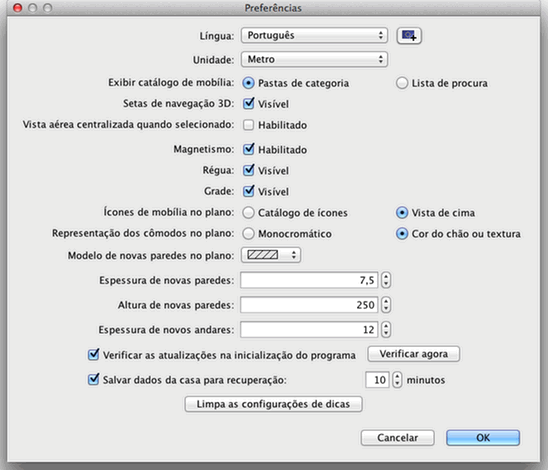 Preferências
Língua: Português
Unidade: Metro
Exibir catálogo de mobília: Pastas de categoria Lista de procura
Setas de navegação 3D: Visível
Vista aérea centralizada quando selecionado: Habilitado
Magnetismo: Habilitado
Régua: Visível
Grade: Visível
Ícones de mobília no plano: Catálogo de ícones Vista de cima
Representação dos cômodos no plano: Monocromático Cor do chão ou textura
Modelo de novas paredes no plano:
Espessura de novas paredes: 7,5
Altura de novas paredes: 250
Espessura de novos andares: 12
Verificar as atualizações na inicialização do programa Verificar agora
Salvar dados da casa para recuperação: 10 minutos
Limpa as configurações de dicas
Cancelar OK